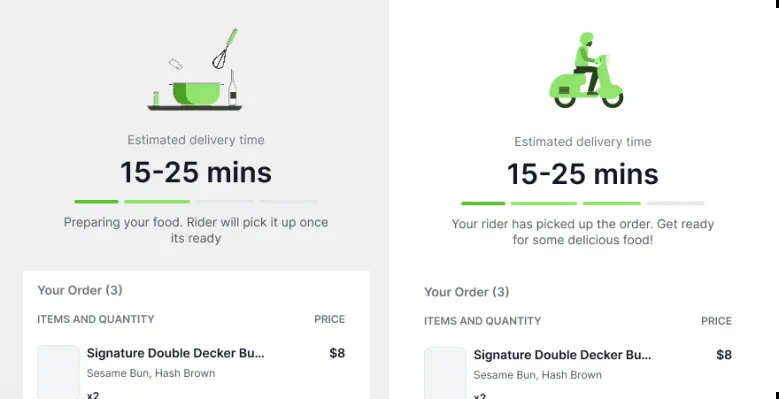 Estimated delivery time
15-25 mins
Preparing your food. Rider will pick it up once
its ready
Your Order (3)
ITEMS AND QUANTITY PRICE
Signature Double Decker Bu... $8
Sesame Bun, Hash Brown
x2
Estimated delivery time
15-25 mins
Your rider has picked up the order. Get ready
for some delicious food!
Your Order (3)
ITEMS AND QUANTITY PRICE
Signature Double Decker Bu... $8
Sesame Bun, Hash Brown
x2